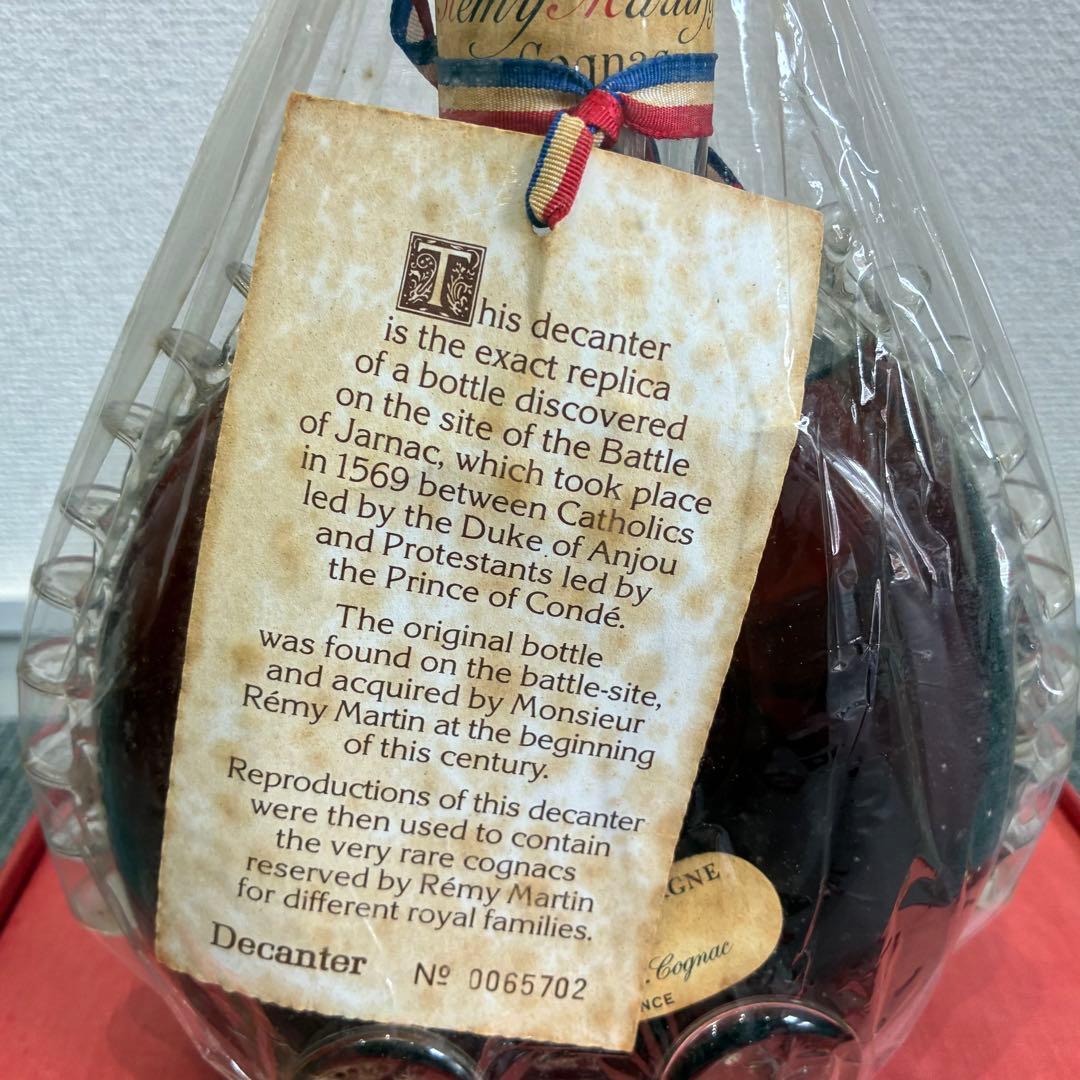 Rémy Martin
Cognac
This decanter
is the exact replica
of a bottle discovered
on the site of the Battle
of Jarnac, which took place
in 1569 between Catholics
led by the Duke of Anjou
and Protestants led by
the Prince of Condé.
The original bottle
was found on the battle-site,
and acquired by Monsieur
Rémy Martin at the beginning
of this century.
Reproductions of this decanter
were then used to contain
the very rare cognacs
reserved by Rémy Martin
for different royal families.
Decanter Nº 0065702
GNE
. Cognac
NCE